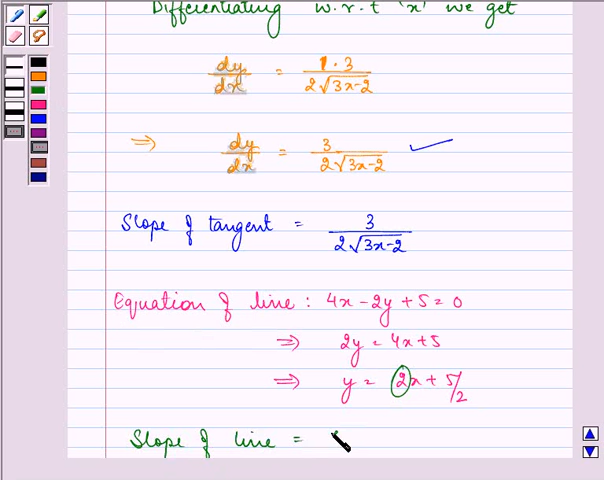 Differentiating w.r.t 'x' we get
dy/dx = 1·3/2√3x-2
⇒ dy/dx = 3/2√3x-2
Slope of tangent = 3/2√3x-2
Equation of line : 4x-2y+5=0
⇒ 2y = 4x+5
⇒ y = 2x + 5/2
Slope of line =